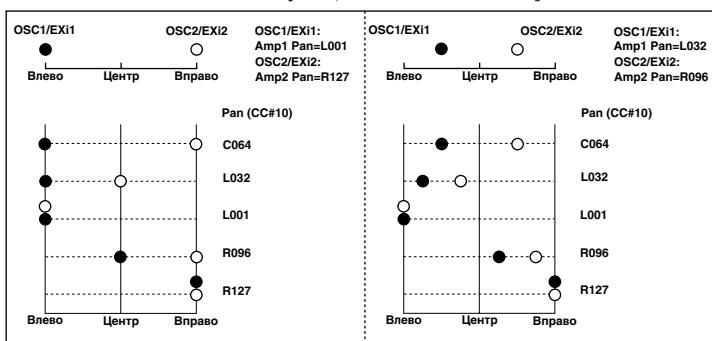 OSC1/EXi1
OSC2/EXi2
OSC1/EXi1:
Amp1 Pan=L001
OSC2/EXi2:
Amp2 Pan=R127
Влево
Центр
Вправо
Pan (CC#10)
C064
L032
L001
R096
R127
Влево
Центр
Вправо
OSC1/EXi1
OSC2/EXi2
OSC1/EXi1:
Amp1 Pan=L032
OSC2/EXi2:
Amp2 Pan=R096
Влево
Центр
Вправо
Pan (CC#10)
C064
L032
L001
R096
R127
Влево
Центр
Вправо